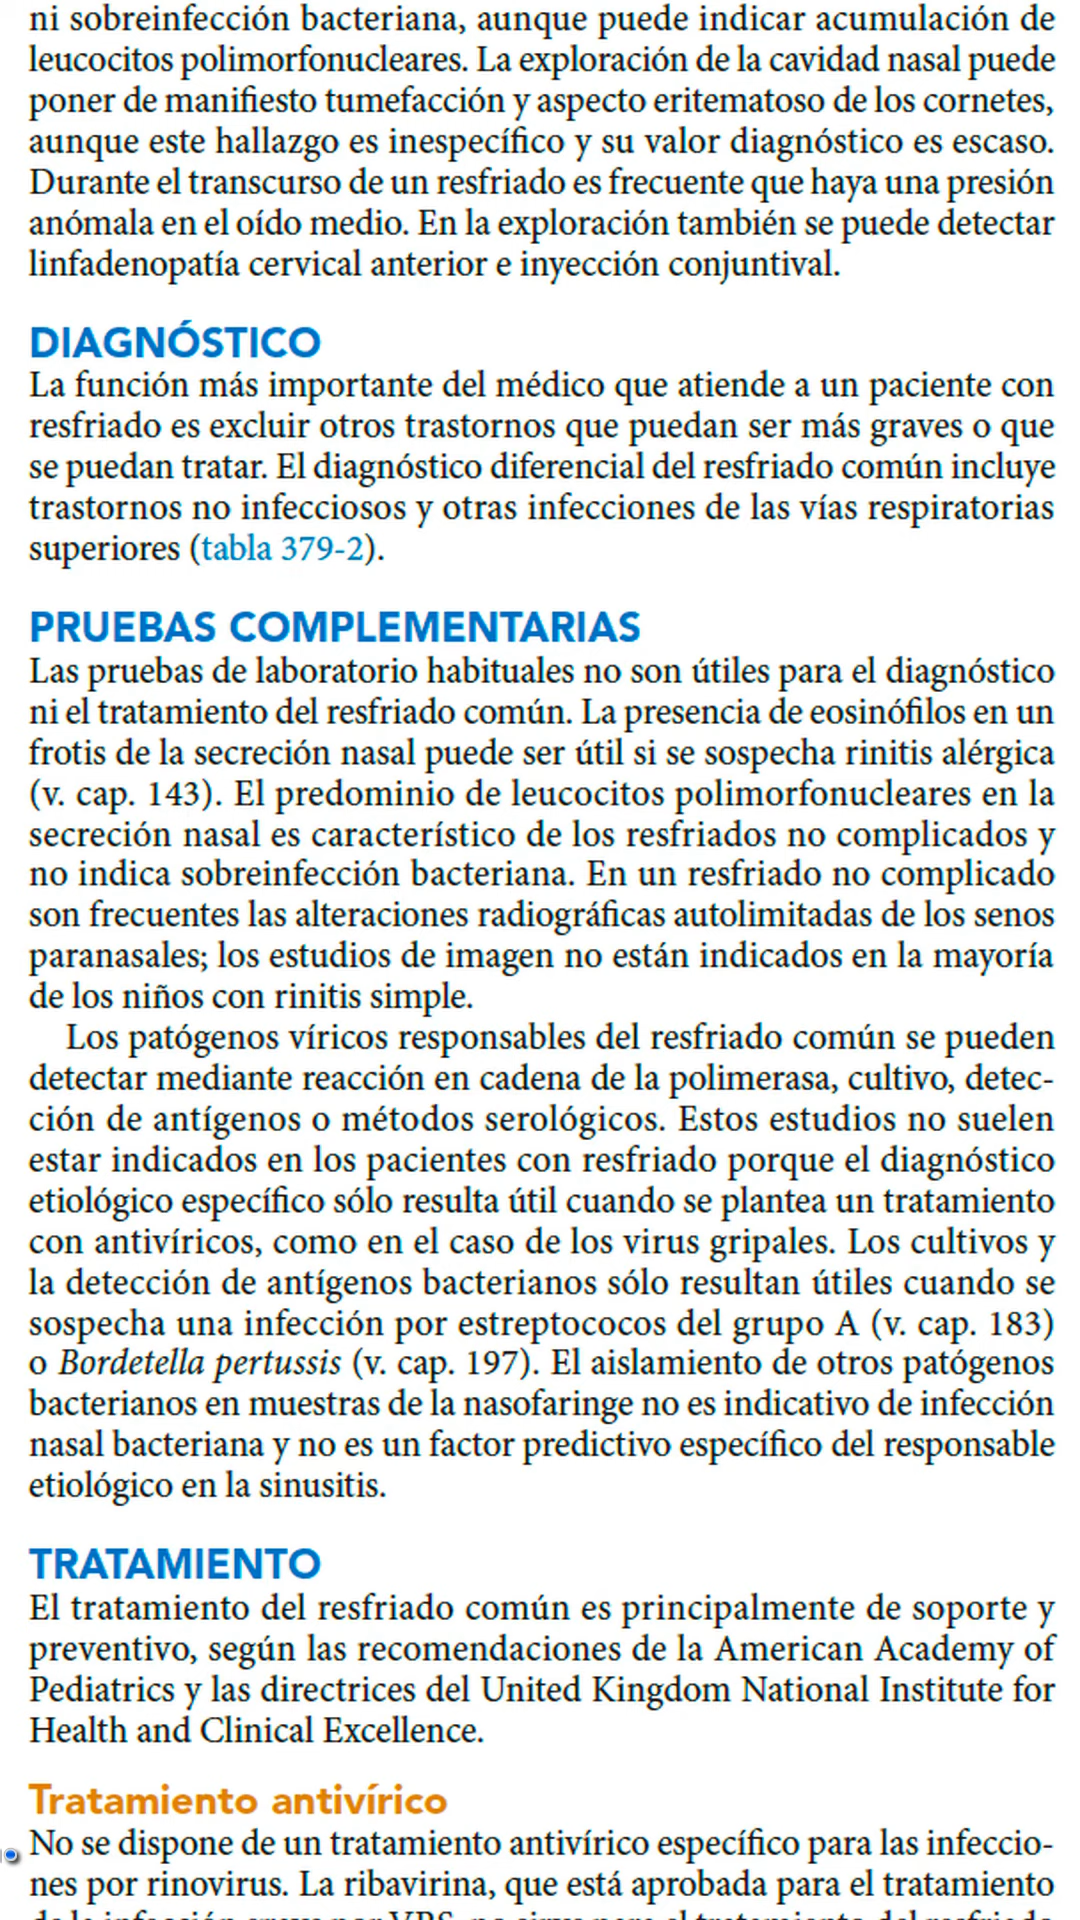 ni sobreinfección bacteriana, aunque puede indicar acumulación de
leucocitos polimorfonucleares. La exploración de la cavidad nasal puede
poner de manifiesto tumefacción y aspecto eritematoso de los cornetes,
aunque este hallazgo es inespecífico y su valor diagnóstico es escaso.
Durante el transcurso de un resfriado es frecuente que haya una presión
anómala en el oído medio. En la exploración también se puede detectar
linfadenopatía cervical anterior e inyección conjuntival.
DIAGNÓSTICO
La función más importante del médico que atiende a un paciente con
resfriado es excluir otros trastornos que puedan ser más graves o que
se puedan tratar. El diagnóstico diferencial del resfriado común incluye
trastornos no infecciosos y otras infecciones de las vías respiratorias
superiores (tabla 379-2).
PRUEBAS COMPLEMENTARIAS
Las pruebas de laboratorio habituales no son útiles para el diagnóstico
ni el tratamiento del resfriado común. La presencia de eosinófilos en un
frotis de la secreción nasal puede ser útil si se sospecha rinitis alérgica
(v. cap. 143). El predominio de leucocitos polimorfonucleares en la
secreción nasal es característico de los resfriados no complicados y
no indica sobreinfección bacteriana. En un resfriado no complicado
son frecuentes las alteraciones radiográficas autolimitadas de los senos
paranasales; los estudios de imagen no están indicados en la mayoría
de los niños con rinitis simple.
Los patógenos víricos responsables del resfriado común se pueden
detectar mediante reacción en cadena de la polimerasa, cultivo, detec-
ción de antígenos o métodos serológicos. Estos estudios no suelen
estar indicados en los pacientes con resfriado porque el diagnóstico
etiológico específico sólo resulta útil cuando se plantea un tratamiento
con antivíricos, como en el caso de los virus gripales. Los cultivos y
la detección de antígenos bacterianos sólo resultan útiles cuando se
sospecha una infección por estreptococos del grupo A (v. cap. 183)
o Bordetella pertussis (v. cap. 197). El aislamiento de otros patógenos
bacterianos en muestras de la nasofaringe no es indicativo de infección
nasal bacteriana y no es un factor predictivo específico del responsable
etiológico en la sinusitis.
TRATAMIENTO
El tratamiento del resfriado común es principalmente de soporte y
preventivo, según las recomendaciones de la American Academy of
Pediatrics y las directrices del United Kingdom National Institute for
Health and Clinical Excellence.
Tratamiento antivírico
No se dispone de un tratamiento antivírico específico para las infeccio-
nes por rinovirus. La ribavirina, que está aprobada para el tratamiento